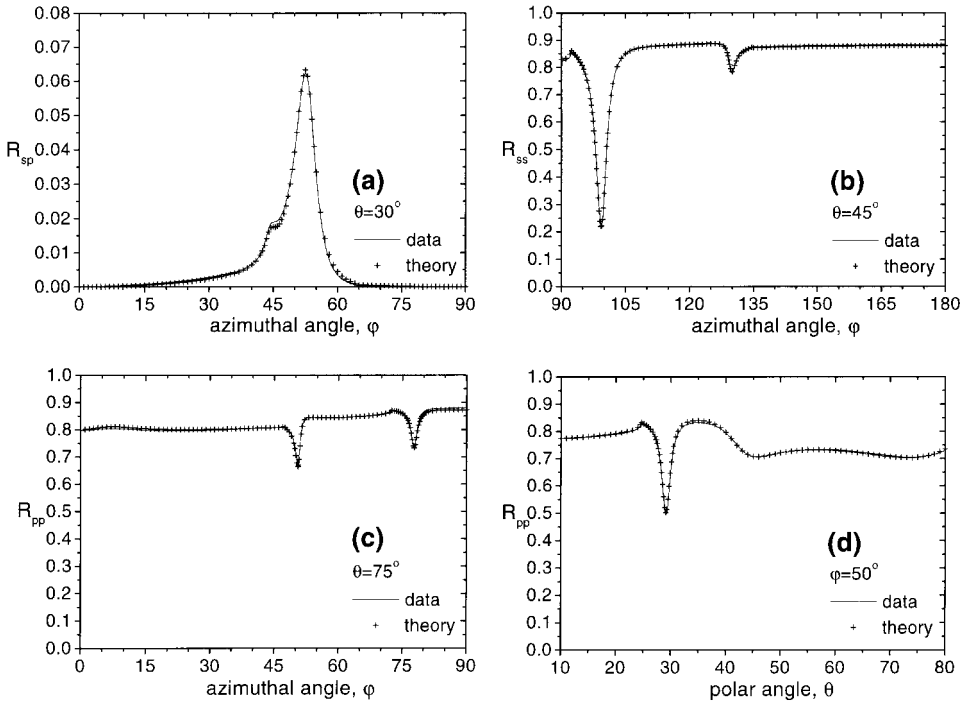 0.08
0.07
0.06
0.05
0.04
0.03
0.02
0.01
0.00
R_sp
(a)
θ=30°
data
theory
0 15 30 45 60 75 90
azimuthal angle, φ
1.0
0.9
0.8
0.7
0.6
0.5
0.4
0.3
0.2
0.1
0.0
R_ss
(b)
θ=45°
data
theory
90 105 120 135 150 165 180
azimuthal angle, φ
1.0
0.9
0.8
0.7
0.6
0.5
0.4
0.3
0.2
0.1
0.0
R_pp
(c)
θ=75°
data
theory
0 15 30 45 60 75 90
azimuthal angle, φ
1.0
0.9
0.8
0.7
0.6
0.5
0.4
0.3
0.2
0.1
0.0
R_pp
(d)
φ=50°
data
theory
10 20 30 40 50 60 70 80
polar angle, θ